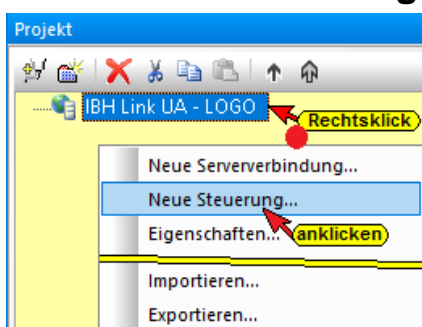 Projekt
IBH Link UA - LOGO
Rechtsklick
Neue Serververbindung...
Neue Steuerung...
Eigenschaften...
anklicken
Importieren...
Exportieren...